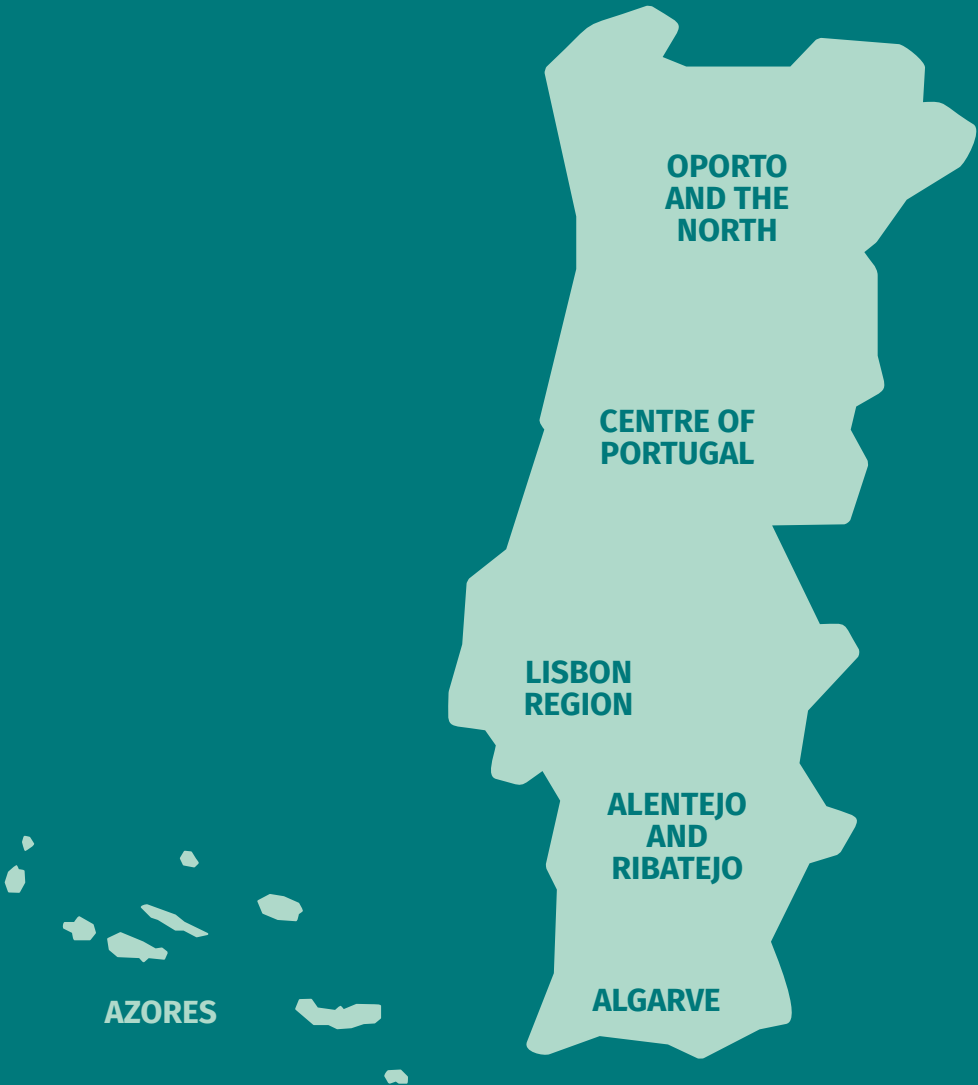 OPORTO
AND THE
NORTH
CENTRE OF
PORTUGAL
LISBON
REGION
ALENTEJO
AND
RIBATEJO
ALGARVE
AZORES